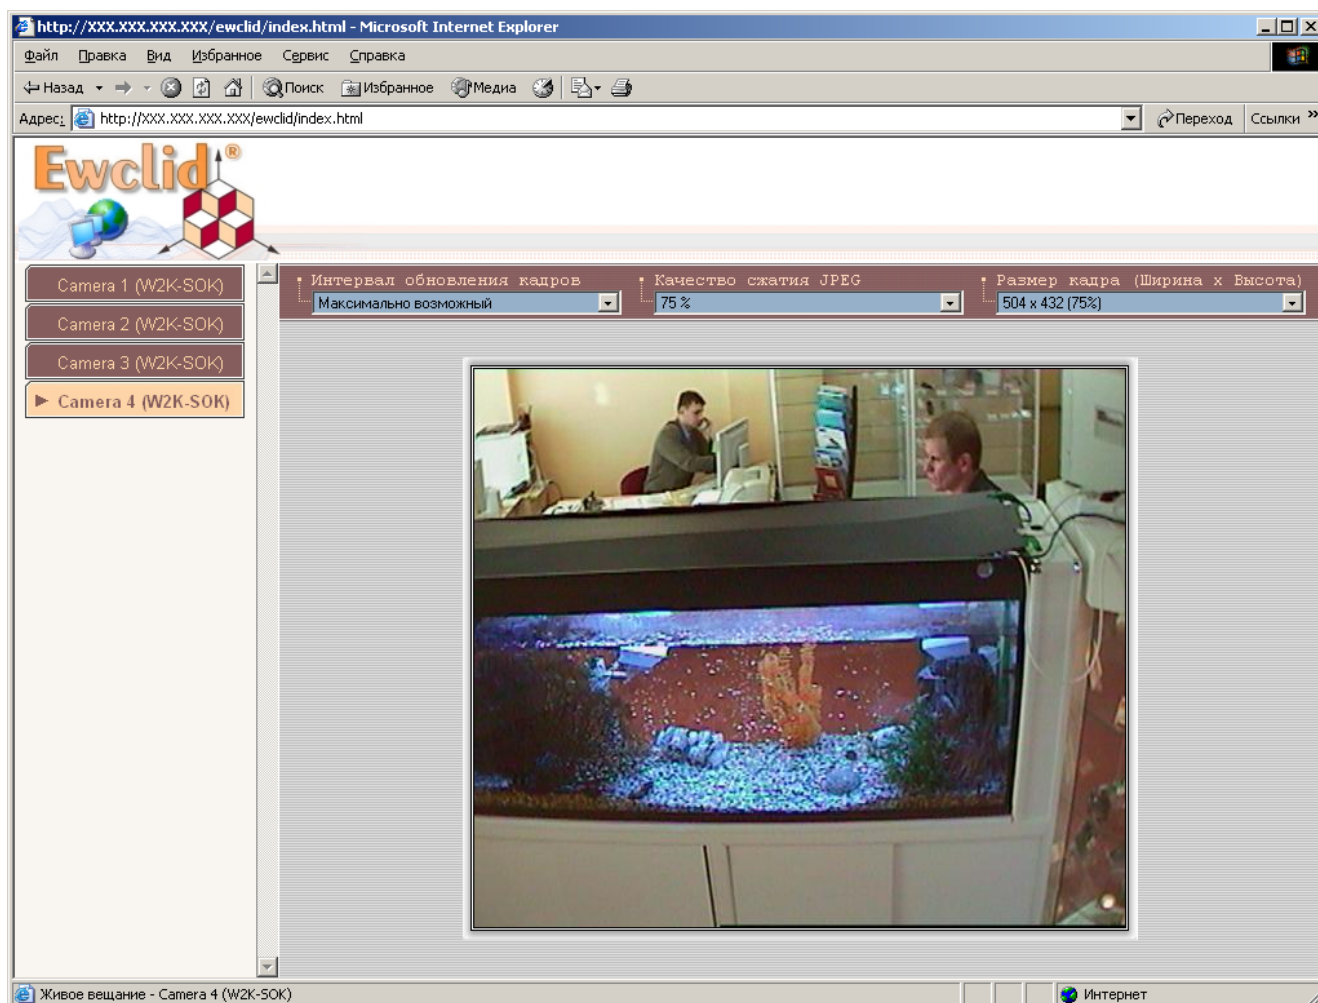 http://XXX.XXX.XXX.XXX/ewclid/index.html - Microsoft Internet Explorer
Файл Правка Вид Избранное Сервис Справка
Назад Поиск Избранное Медиа
Адрес: http://XXX.XXX.XXX.XXX/ewclid/index.html Переход Ссылки »
Ewclid®
Camera 1 (W2K-SOK)
Camera 2 (W2K-SOK)
Camera 3 (W2K-SOK)
Camera 4 (W2K-SOK)
Интервал обновления кадров Качество сжатия JPEG Размер кадра (Ширина x Высота)
Максимально возможный 75 % 504 x 432 (75%)
Живое вещание - Camera 4 (W2K-SOK) Интернет